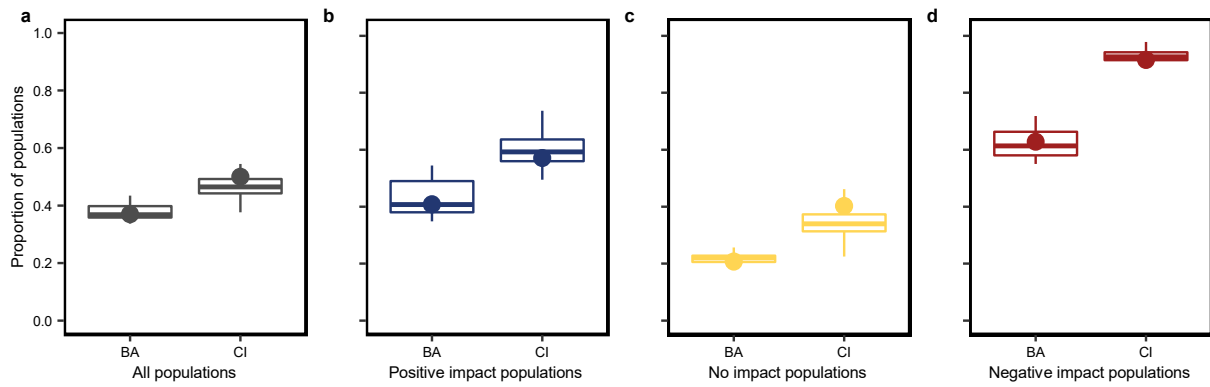 a
b
c
d
Proportion of populations
1.0
0.8
0.6
0.4
0.2
0.0
BA CI
All populations
BA CI
Positive impact populations
BA CI
No impact populations
BA CI
Negative impact populations